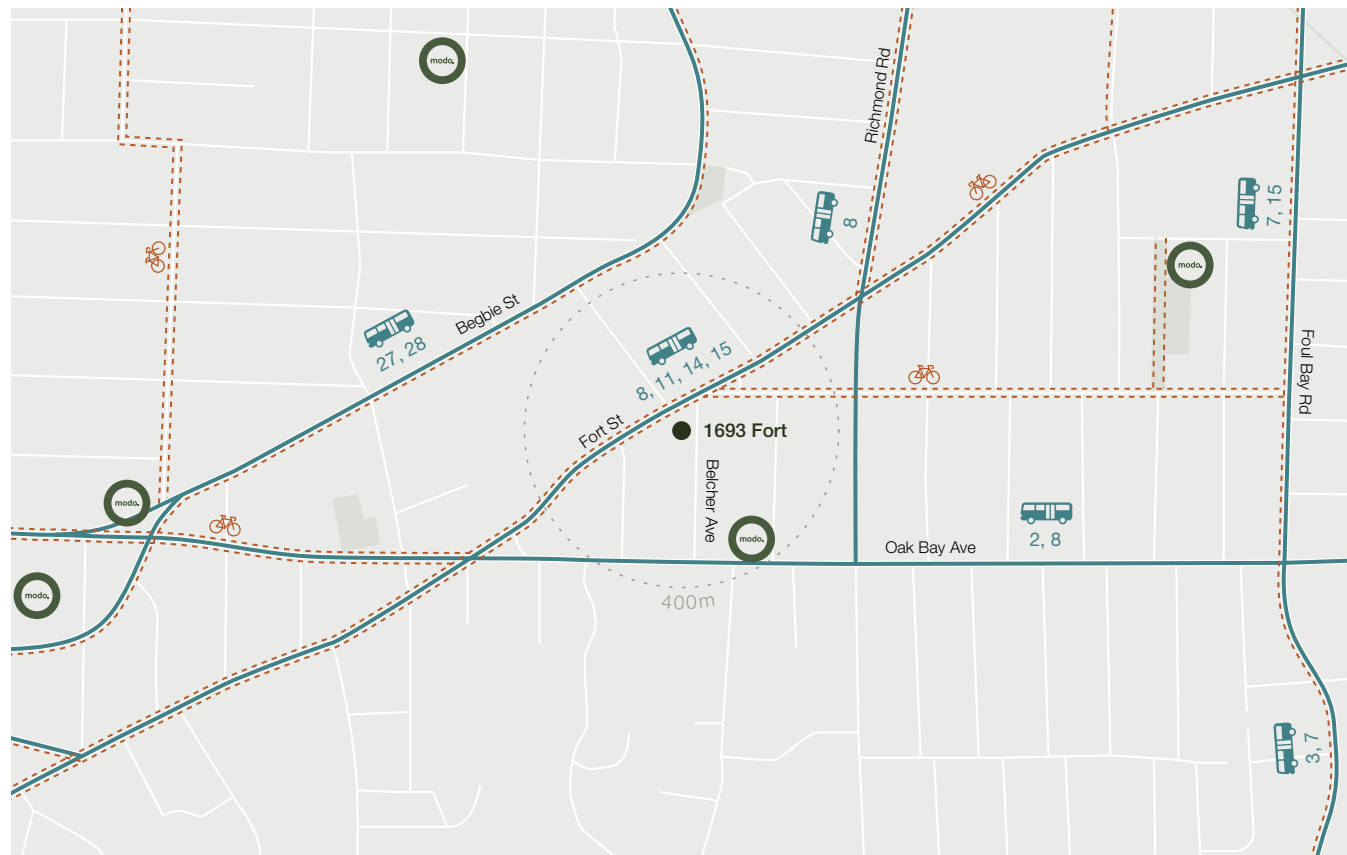 modo.
Richmond Rd
8
7, 15
modo.
Begbie St
27, 28
8, 11, 14, 15
Foul Bay Rd
Fort St
1693 Fort
Belcher Ave
modo.
modo.
2, 8
Oak Bay Ave
modo.
400m
3, 7